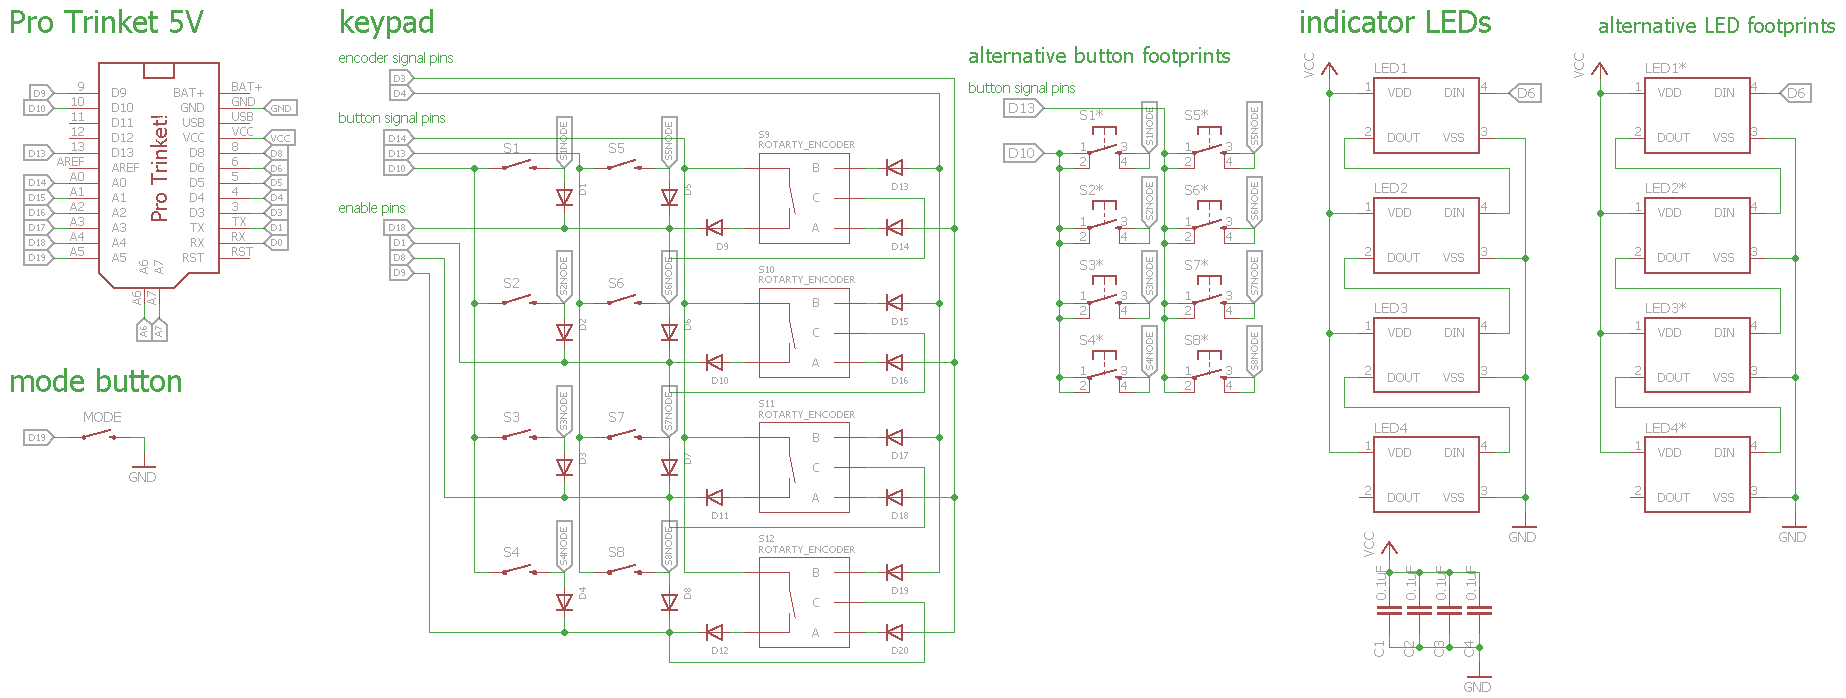 Pro Trinket 5V
D9
D10
D13
D14
D15
D16
D17
D18
D19
9
10
11
12
13
AREF
A0
A1
A2
A3
A4
A5
D9
D10
D11
D12
D13
AREF
A0
A1
A2
A3
A4
A5
Pro Trinket!
BAT+
GND
USB
VCC
D8
D6
D5
D4
D3
TX
RX
RST
BAT+
GND
USB
VCC
8
6
5
4
3
TX
RX
RST
GND
VCC
D8
D6
D5
D4
D3
D1
D0
A6
A7
A6
A7
A6
A7
mode button
MODE
D19
GND
keypad
encoder signal pins
D3
D4
button signal pins
D14
D13
D10
enable pins
D18
D1
D8
D9
S1
S1NODE
D1
S5
S5NODE
D5
S9
ROTARTY_ENCODER
B
C
A
D9
D13
D14
S2
S2NODE
D2
S6
S6NODE
D6
S10
ROTARTY_ENCODER
B
C
A
D10
D15
D16
S3
S3NODE
D3
S7
S7NODE
D7
S11
ROTARTY_ENCODER
B
C
A
D11
D17
D18
S4
S4NODE
D4
S8
S8NODE
D8
S12
ROTARTY_ENCODER
B
C
A
D12
D19
D20
alternative button footprints
button signal pins
D13
D10
S1*
1
2
3
4
S1NODE
S5*
1
2
3
4
S5NODE
S2*
1
2
3
4
S2NODE
S6*
1
2
3
4
S6NODE
S3*
1
2
3
4
S3NODE
S7*
1
2
3
4
S7NODE
S4*
1
2
3
4
S4NODE
S8*
1
2
3
4
S8NODE
indicator LEDs
VCC
LED1
1 VDD DIN 4
D6
2 DOUT VSS 3
LED2
1 VDD DIN 4
2 DOUT VSS 3
LED3
1 VDD DIN 4
2 DOUT VSS 3
LED4
1 VDD DIN 4
2 DOUT VSS 3
GND
VCC
0.1uF
0.1uF
0.1uF
0.1uF
C1
C2
C3
C4
GND
alternative LED footprints
VCC
LED1*
1 VDD DIN 4
D6
2 DOUT VSS 3
LED2*
1 VDD DIN 4
2 DOUT VSS 3
LED3*
1 VDD DIN 4
2 DOUT VSS 3
LED4*
1 VDD DIN 4
2 DOUT VSS 3
GND